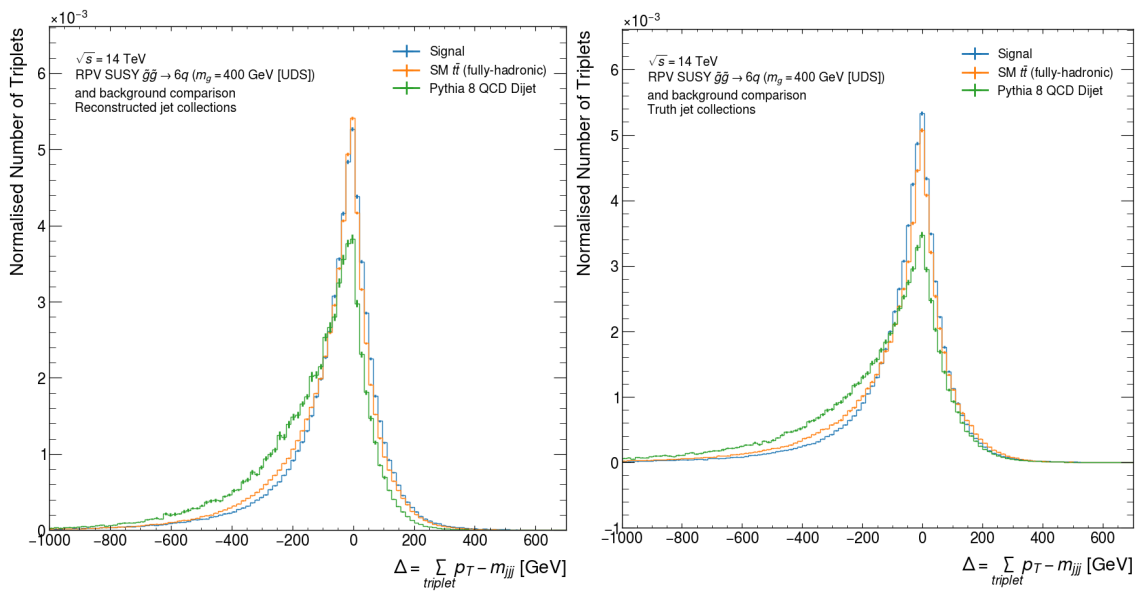 ×10⁻³
Normalised Number of Triplets
6
5
4
3
2
1
0
√s = 14 TeV
RPV SUSY g̃g̃ → 6q (m_g̃ = 400 GeV [UDS])
and background comparison
Reconstructed jet collections
Signal
SM tt̄ (fully-hadronic)
Pythia 8 QCD Dijet
−1000 −800 −600 −400 −200 0 200 400 600
Δ = ∑ p_T − m_jjj [GeV]
triplet
×10⁻³
Normalised Number of Triplets
6
5
4
3
2
1
0
−1
√s = 14 TeV
RPV SUSY g̃g̃ → 6q (m_g̃ = 400 GeV [UDS])
and background comparison
Truth jet collections
Signal
SM tt̄ (fully-hadronic)
Pythia 8 QCD Dijet
−1000 −800 −600 −400 −200 0 200 400 600
Δ = ∑ p_T − m_jjj [GeV]
triplet